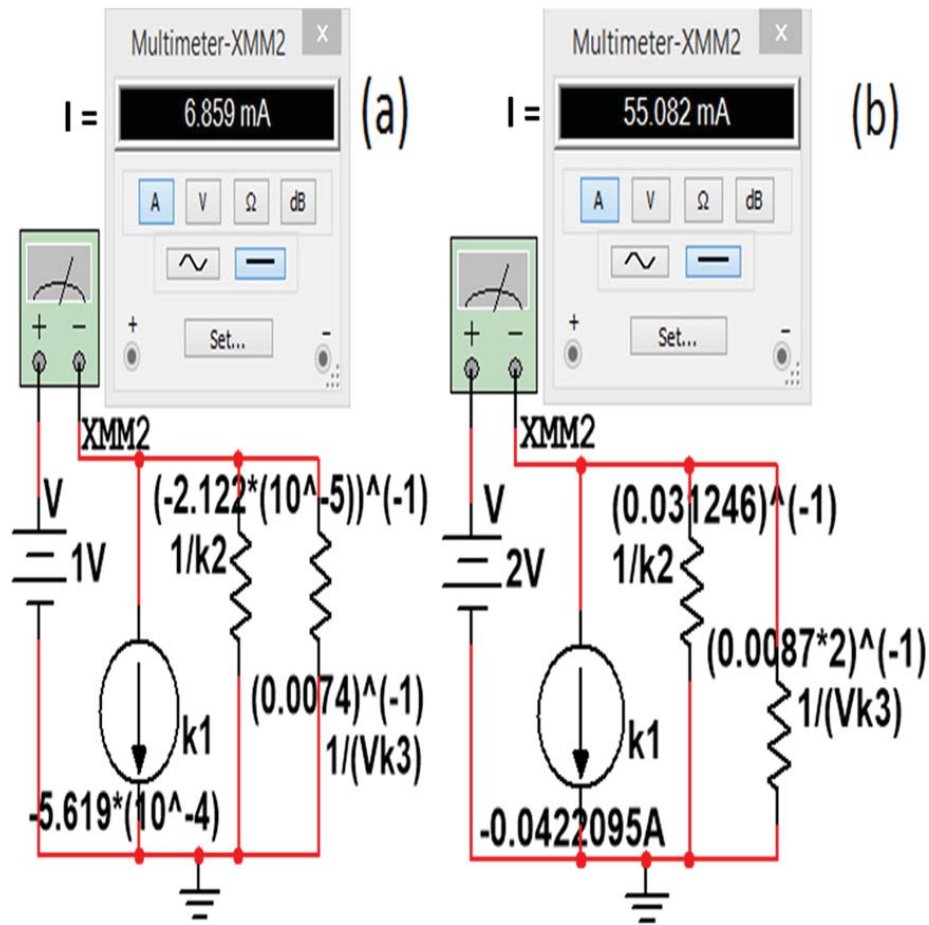 Multimeter-XMM2 x
I = 6.859 mA (a)
A V Ω dB
Set...
+ -
+ -
XMM2
V
1V
(-2.122*(10^-5))^(-1)
1/k2
(0.0074)^(-1)
1/(Vk3)
k1
-5.619*(10^-4)
Multimeter-XMM2 x
I = 55.082 mA (b)
A V Ω dB
Set...
+ -
+ -
XMM2
V
2V
(0.031246)^(-1)
1/k2
(0.0087*2)^(-1)
1/(Vk3)
k1
-0.0422095A